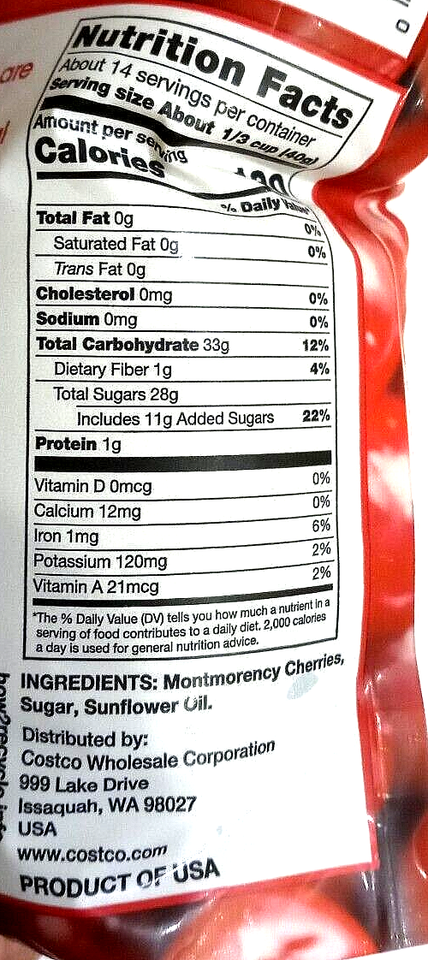 are
Nutrition Facts
About 14 servings per container
Serving size About 1/3 cup (40g)
Amount per serving
Calories
% Daily Value*
Total Fat 0g 0%
Saturated Fat 0g 0%
Trans Fat 0g
Cholesterol 0mg 0%
Sodium 0mg 0%
Total Carbohydrate 33g 12%
Dietary Fiber 1g 4%
Total Sugars 28g
Includes 11g Added Sugars 22%
Protein 1g
Vitamin D 0mcg 0%
Calcium 12mg 0%
Iron 1mg 6%
Potassium 120mg 2%
Vitamin A 21mcg 2%
*The % Daily Value (DV) tells you how much a nutrient in a
serving of food contributes to a daily diet. 2,000 calories
a day is used for general nutrition advice.
INGREDIENTS: Montmorency Cherries,
Sugar, Sunflower Oil.
Distributed by:
Costco Wholesale Corporation
999 Lake Drive
Issaquah, WA 98027
USA
www.costco.com
PRODUCT OF USA